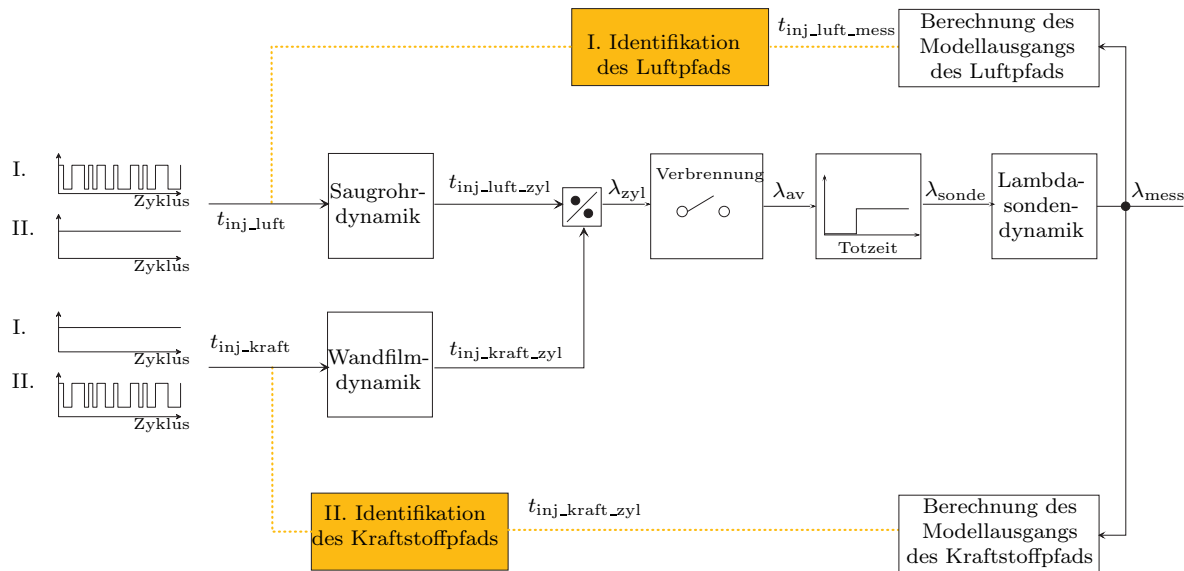 I. Identifikation
des Luftpfads
t_inj_luft_mess
Berechnung des
Modellausgangs
des Luftpfads
I.
Zyklus
II.
Zyklus
t_inj_luft
Saugrohr-
dynamik
t_inj_luft_zyl
λ_zyl
Verbrennung
λ_av
Totzeit
λ_sonde
Lambda-
sonden-
dynamik
λ_mess
I.
Zyklus
II.
Zyklus
t_inj_kraft
Wandfilm-
dynamik
t_inj_kraft_zyl
II. Identifikation
des Kraftstoffpfads
t_inj_kraft_zyl
Berechnung des
Modellausgangs
des Kraftstoffpfads